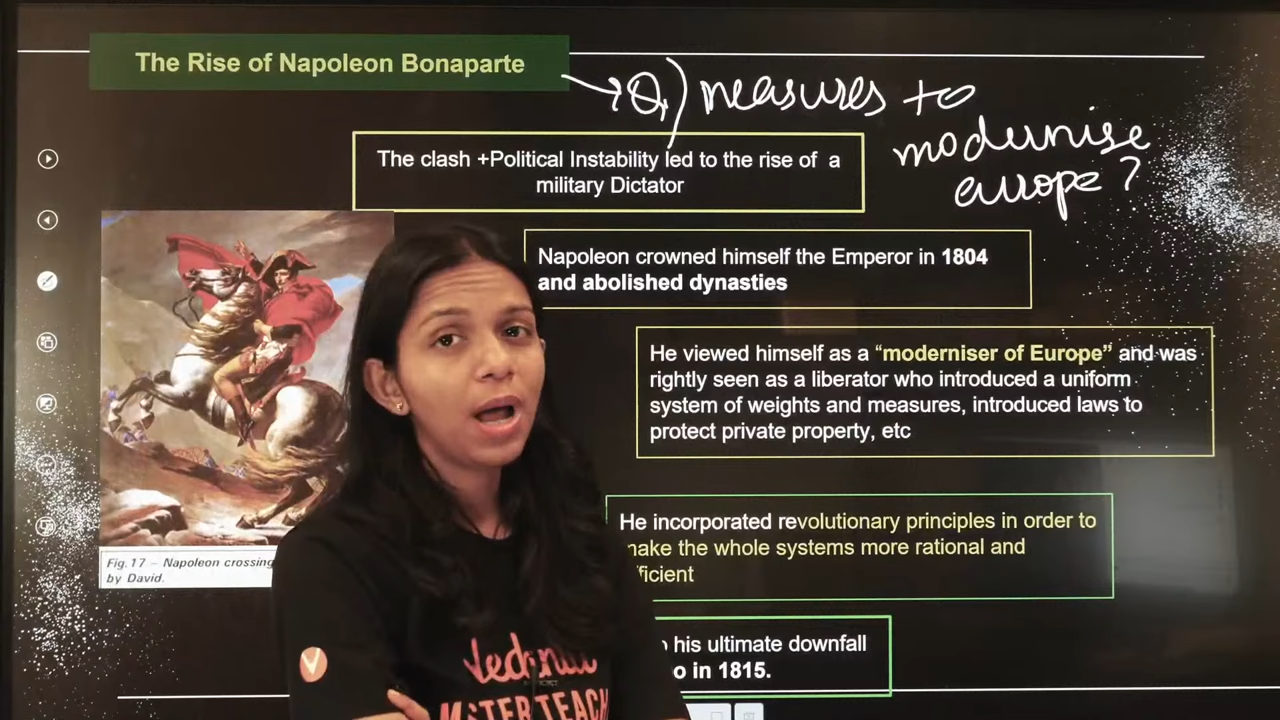 The Rise of Napoleon Bonaparte
Q,) measures to
modernise
europe?
The clash +Political Instability led to the rise of a
military Dictator
Napoleon crowned himself the Emperor in 1804
and abolished dynasties
He viewed himself as a “moderniser of Europe” and was
rightly seen as a liberator who introduced a uniform
system of weights and measures, introduced laws to
protect private property, etc
He incorporated revolutionary principles in order to
make the whole systems more rational and
fficient
his ultimate downfall
o in 1815.
Fig. 17 – Napoleon crossing
by David.
V
Vedantu
MASTER TEACH